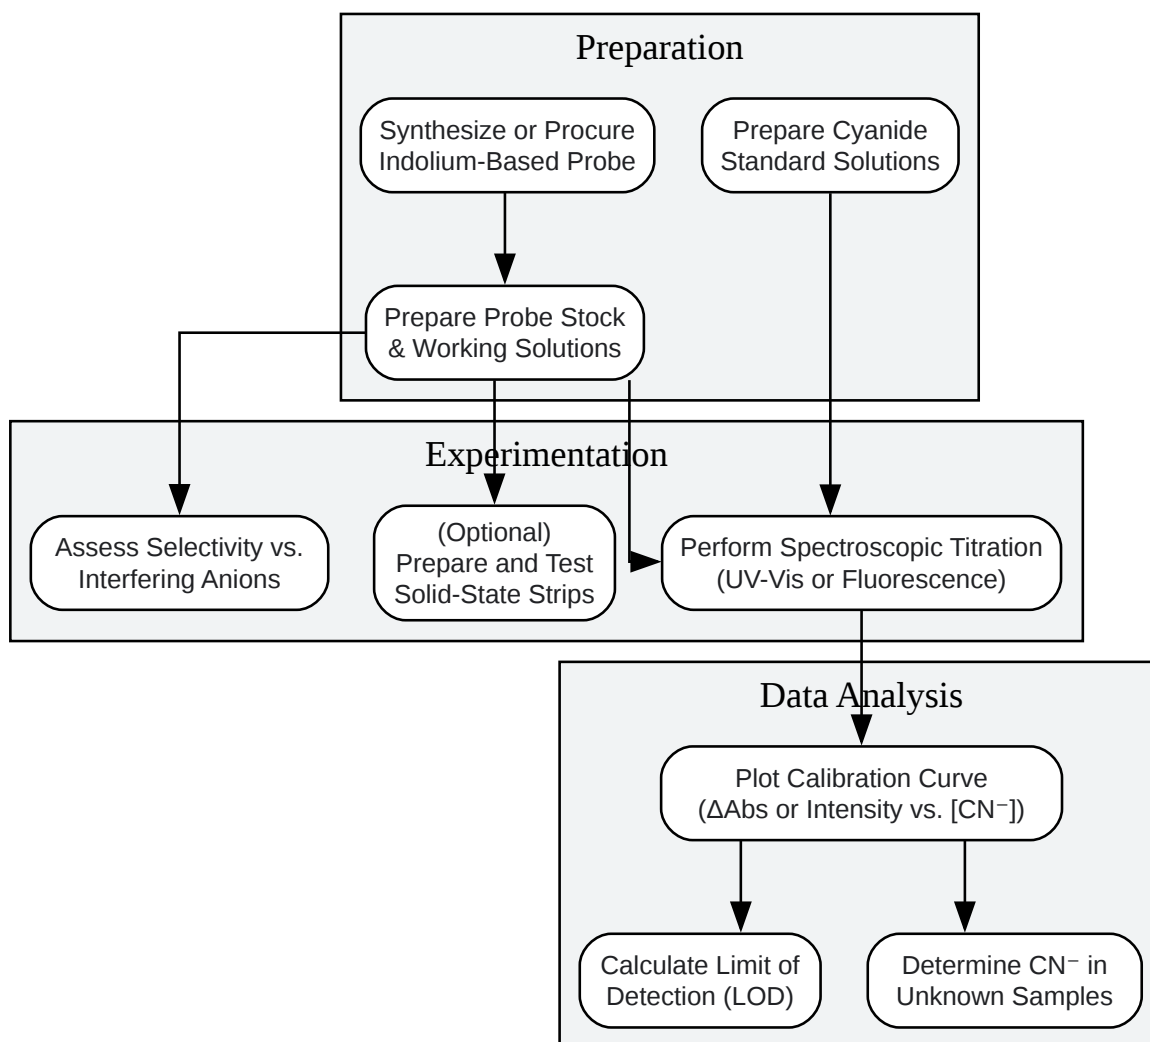 Preparation
Synthesize or Procure
Indolium-Based Probe
Prepare Cyanide
Standard Solutions
Prepare Probe Stock
& Working Solutions
Experimentation
Assess Selectivity vs.
Interfering Anions
(Optional)
Prepare and Test
Solid-State Strips
Perform Spectroscopic Titration
(UV-Vis or Fluorescence)
Data Analysis
Plot Calibration Curve
(ΔAbs or Intensity vs. [CN⁻])
Calculate Limit of
Detection (LOD)
Determine CN⁻ in
Unknown Samples